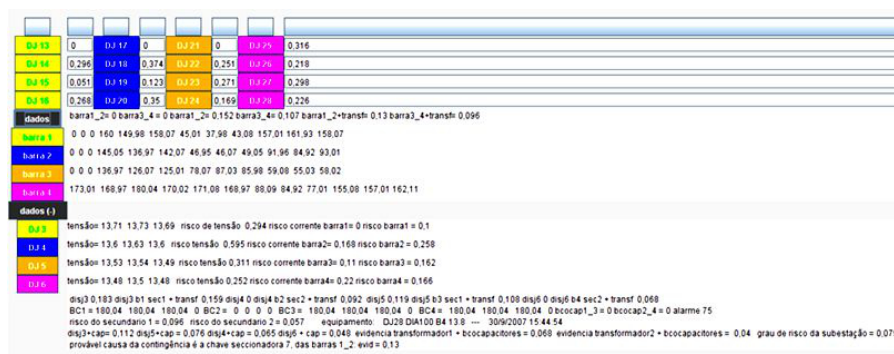 DJ 13 0 DJ 17 0 DJ 21 0 DJ 25 0,316
DJ 14 0,296 DJ 18 0,374 DJ 22 0,251 DJ 26 0,218
DJ 15 0,051 DJ 19 0,123 DJ 23 0,271 DJ 27 0,298
DJ 16 0,268 DJ 20 0,35 DJ 24 0,169 DJ 28 0,226
dados barra1_2= 0 barra3_4 = 0 barra1_2= 0,152 barra3_4= 0,107 barra1_2+transf= 0,13 barra3_4+transf= 0,096
barra 1 0 0 0 160 149,98 158,07 45,01 37,98 43,08 157,01 161,93 158,07
barra 2 0 0 0 145,05 136,97 142,07 46,95 46,07 49,05 91,96 84,92 93,01
barra 3 0 0 0 136,97 126,07 125,01 78,07 87,03 85,98 59,08 55,03 58,02
barra 4 173,01 168,97 180,04 170,02 171,08 168,97 88,09 84,92 77,01 155,08 157,01 162,11
dados (-)
DJ 3 tensão= 13,71 13,73 13,69 risco de tensão 0,294 risco corrente barra1= 0 risco barra1 = 0,1
DJ 4 tensão= 13,6 13,63 13,6 risco tensão 0,595 risco corrente barra2= 0,168 risco barra2 = 0,258
DJ 5 tensão= 13,53 13,54 13,49 risco tensão 0,311 risco corrente barra3= 0,11 risco barra3 = 0,162
DJ 6 tensão= 13,48 13,5 13,48 risco tensão 0,252 risco corrente barra4= 0,22 risco barra4 = 0,166
disj3 0,183 disj3 b1 sec1 + transf 0,159 disj4 0 disj4 b2 sec2 + transf 0,092 disj5 0,119 disj5 b3 sec1 + transf 0,108 disj6 0 disj6 b4 sec2 + transf 0,068
BC1 = 180,04 180,04 180,04 0 BC2 = 0 0 0 0 BC3 = 180,04 180,04 180,04 0 BC4 = 180,04 180,04 180,04 0 bcocap1_3 = 0 bcocap2_4 = 0 alarme 75
risco do secundario 1 = 0,096 risco do secundario 2 = 0,057 equipamento: DJ28 DIA100 B4 13.8 --- 30/9/2007 15:44:54
disj3+cap= 0,112 disj5+cap = 0,076 disj4+cap = 0,065 disj6 + cap = 0,048 evidencia transformador1 + bcocapacitores = 0,068 evidencia transformador2 + bcocapacitores = 0,04 grau de risco da subestação = 0,075
provável causa da contingência é a chave seccionadora 7, das barras 1_2: evid = 0,13